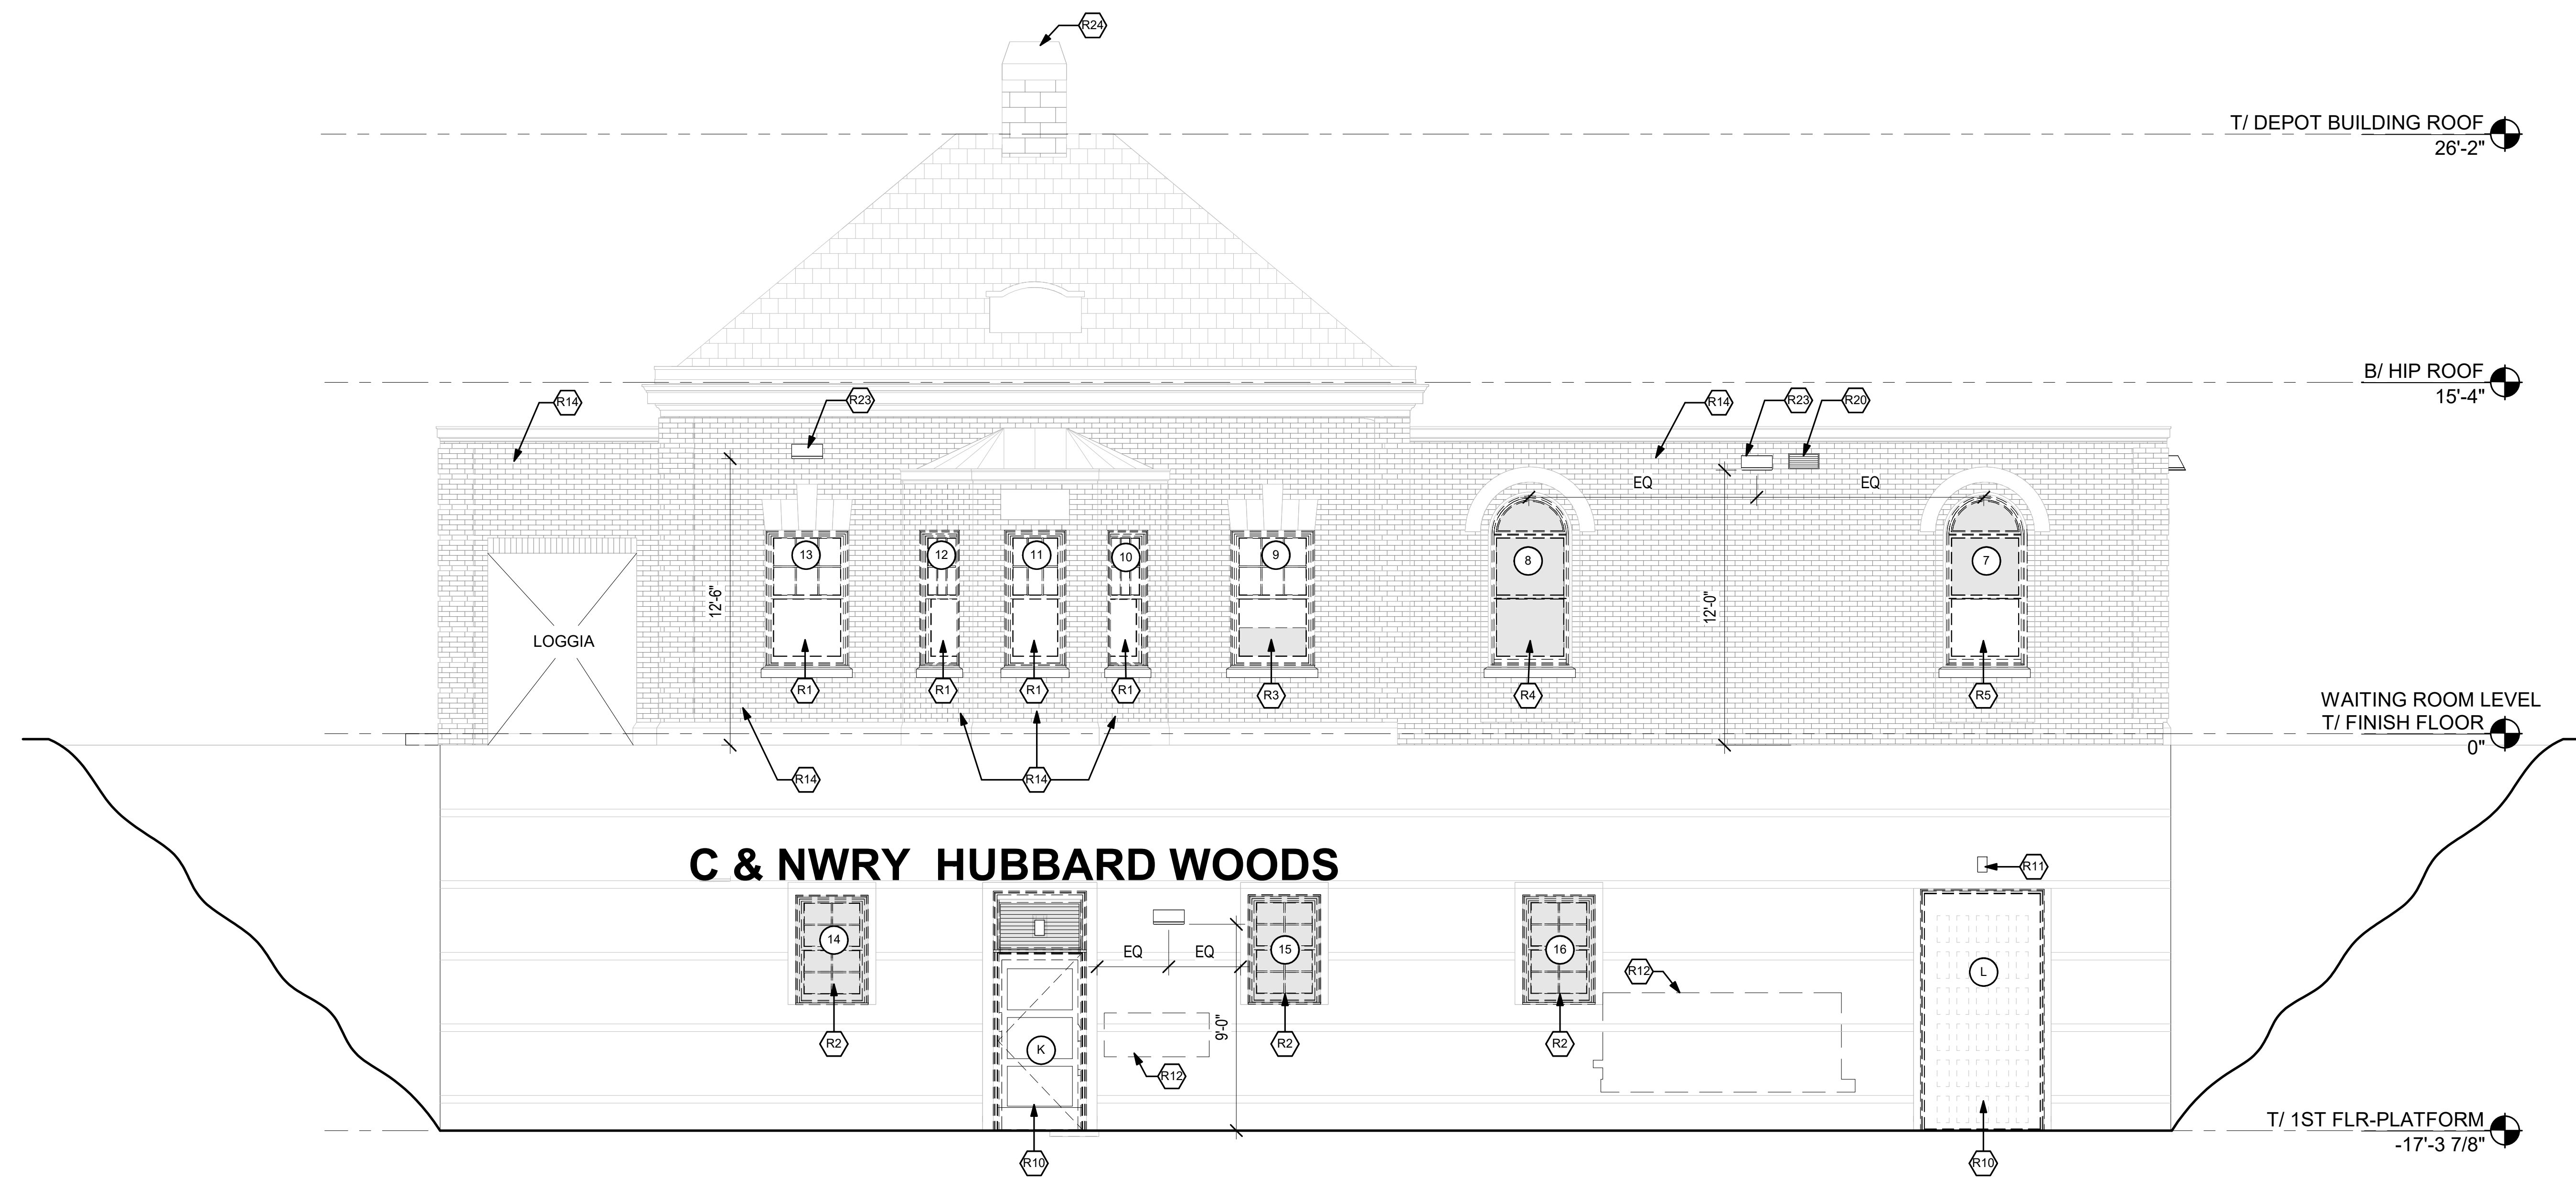 R24
T/ DEPOT BUILDING ROOF
26'-2"
B/ HIP ROOF
15'-4"
R14
R23
R14
R23
R20
EQ
EQ
13
12
11
10
9
8
7
12'-6"
12'-0"
LOGGIA
R1
R1
R1
R1
R3
R4
R5
WAITING ROOM LEVEL
T/ FINISH FLOOR
0"
R14
R14
C & NWRY HUBBARD WOODS
R11
14
15
16
EQ
EQ
L
R12
9'-0"
R2
K
R2
R2
R12
T/ 1ST FLR-PLATFORM
-17'-3 7/8"
R10
R10